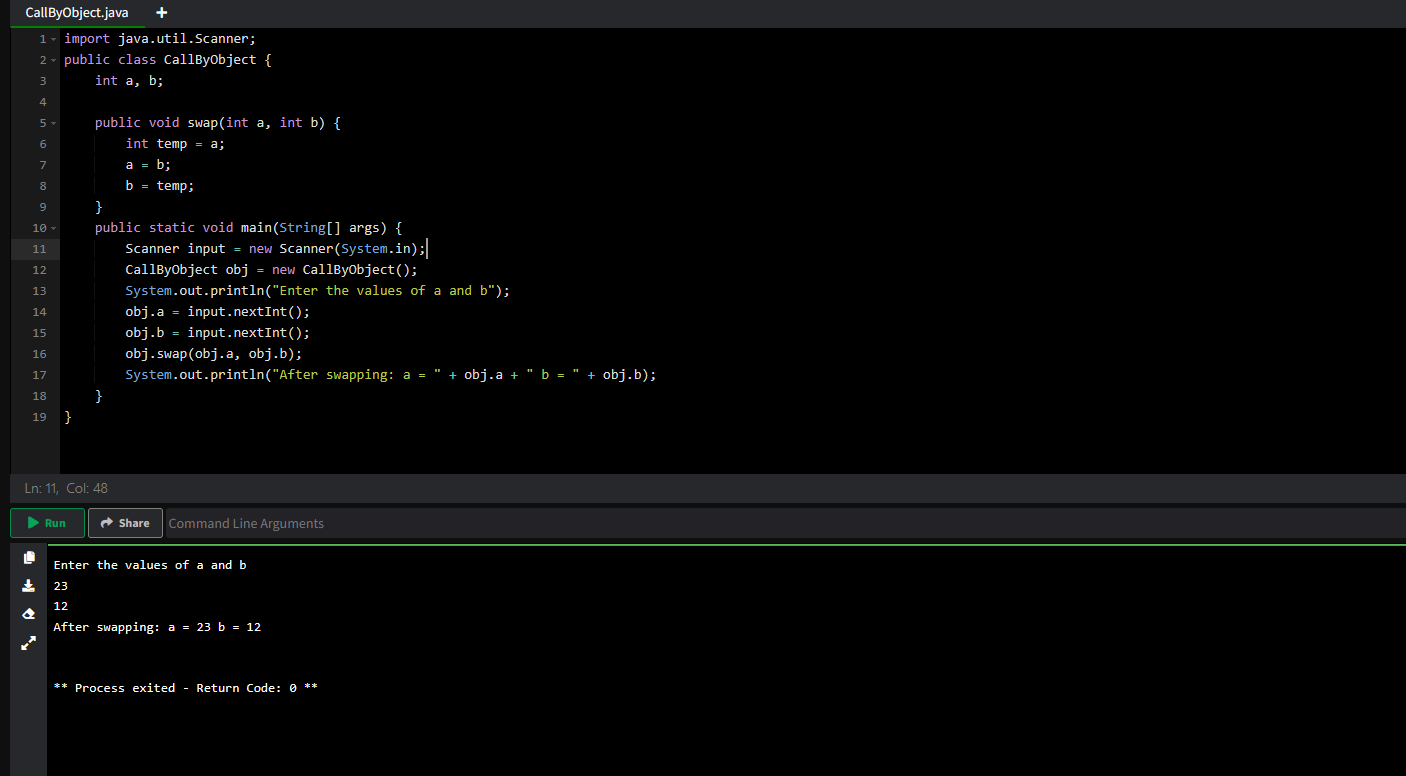 CallByObject.java +
1 import java.util.Scanner;
2 public class CallByObject {
3     int a, b;
4
5     public void swap(int a, int b) {
6         int temp = a;
7         a = b;
8         b = temp;
9     }
10     public static void main(String[] args) {
11         Scanner input = new Scanner(System.in);
12         CallByObject obj = new CallByObject();
13         System.out.println("Enter the values of a and b");
14         obj.a = input.nextInt();
15         obj.b = input.nextInt();
16         obj.swap(obj.a, obj.b);
17         System.out.println("After swapping: a = " + obj.a + " b = " + obj.b);
18     }
19 }
Ln: 11, Col: 48
Run Share Command Line Arguments
Enter the values of a and b
23
12
After swapping: a = 23 b = 12
** Process exited - Return Code: 0 **